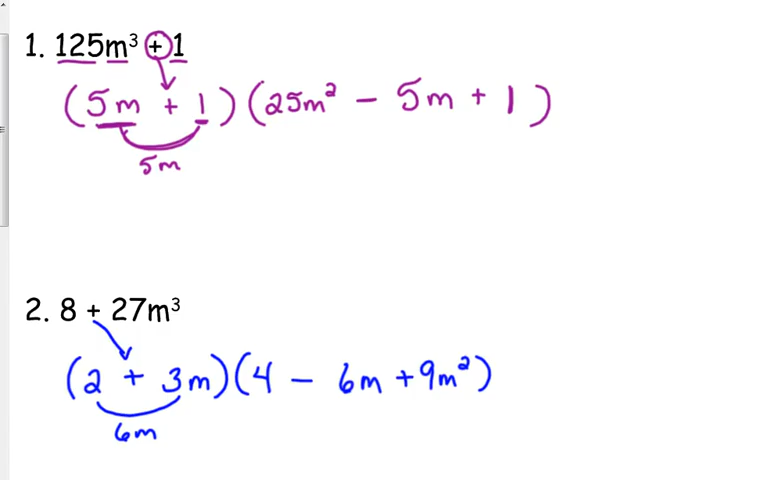 1. 125m³ + 1
(5m + 1)(25m² - 5m + 1)
5m
2. 8 + 27m³
(2 + 3m)(4 - 6m + 9m²)
6m